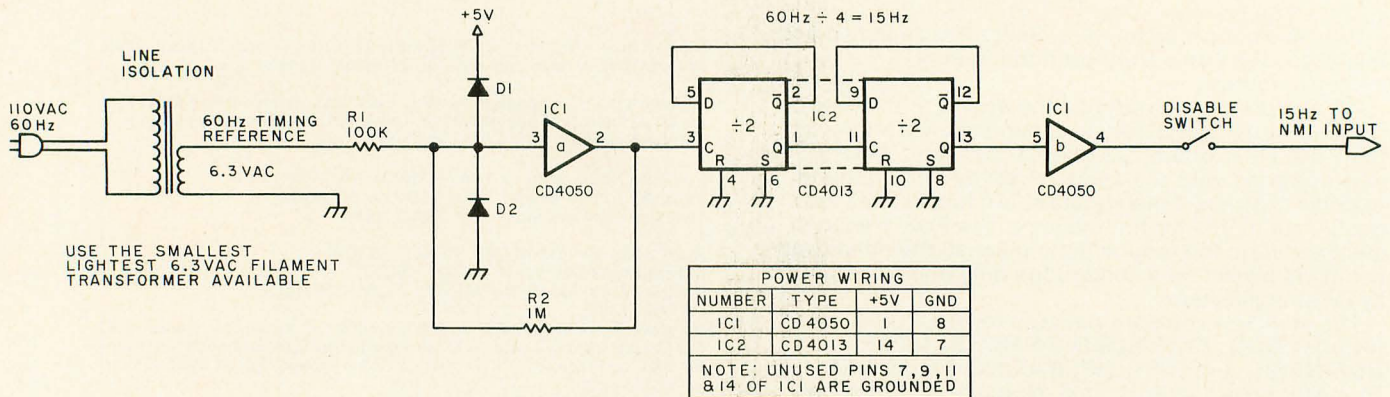 +5V
60Hz ÷ 4 = 15Hz
LINE
ISOLATION
110VAC
60Hz
60Hz TIMING
REFERENCE
6.3 VAC
R1
100K
D1
D2
3
IC1
a
2
CD4050
R2
1M
5
D
Q̅
2
÷2
3
C
Q
1
R
S
4
6
IC2
CD4013
9
D
Q̅
12
÷2
11
C
Q
13
R
S
10
8
IC1
5
b
4
CD4050
DISABLE
SWITCH
15Hz TO
NMI INPUT
USE THE SMALLEST
LIGHTEST 6.3VAC FILAMENT
TRANSFORMER AVAILABLE
POWER WIRING
NUMBER TYPE +5V GND
IC1 CD4050 1 8
IC2 CD4013 14 7
NOTE: UNUSED PINS 7,9,11
& 14 OF IC1 ARE GROUNDED